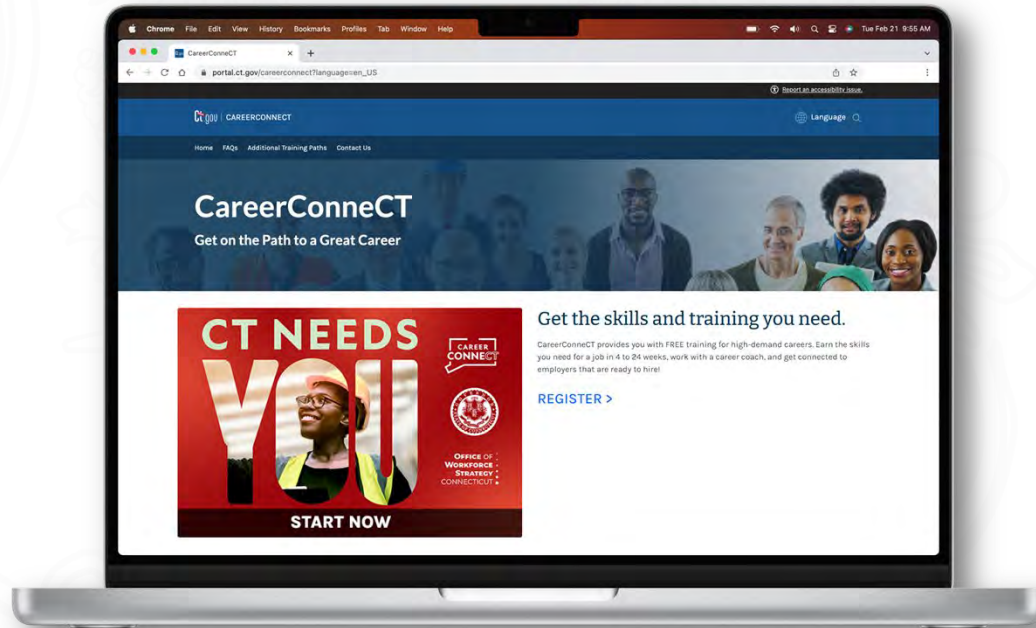 Chrome File Edit View History Bookmarks Profiles Tab Window Help Tue Feb 21 9:55 AM
CareerConneCT
portal.ct.gov/careerconnect?language=en_US
Report an accessibility issue.
Ct.gov | CAREERCONNECT Language
Home FAQs Additional Training Paths Contact Us
CareerConneCT
Get on the Path to a Great Career
CT NEEDS
YOU
CAREER
CONNECT
OFFICE OF
WORKFORCE
STRATEGY
CONNECTICUT
START NOW
Get the skills and training you need.
CareerConneCT provides you with FREE training for high-demand careers. Earn the skills
you need for a job in 4 to 24 weeks, work with a career coach, and get connected to
employers that are ready to hire!
REGISTER >